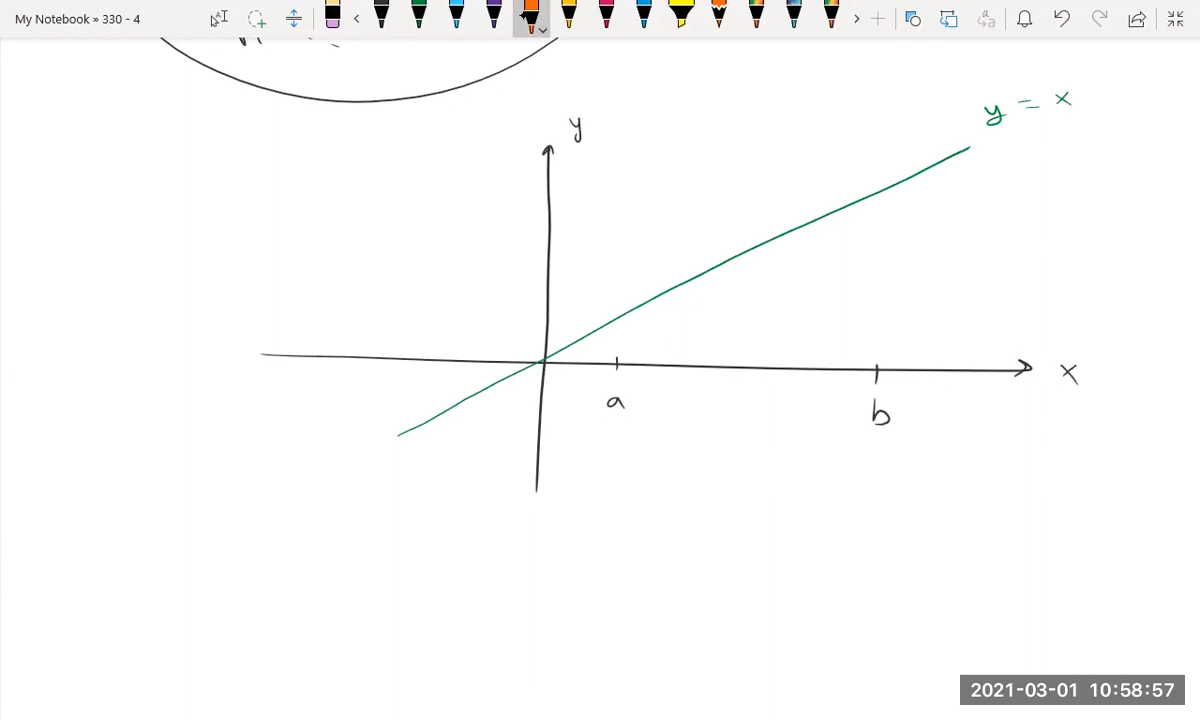 My Notebook » 330 - 4
y = x
y
x
a
b
2021-03-01 10:58:57